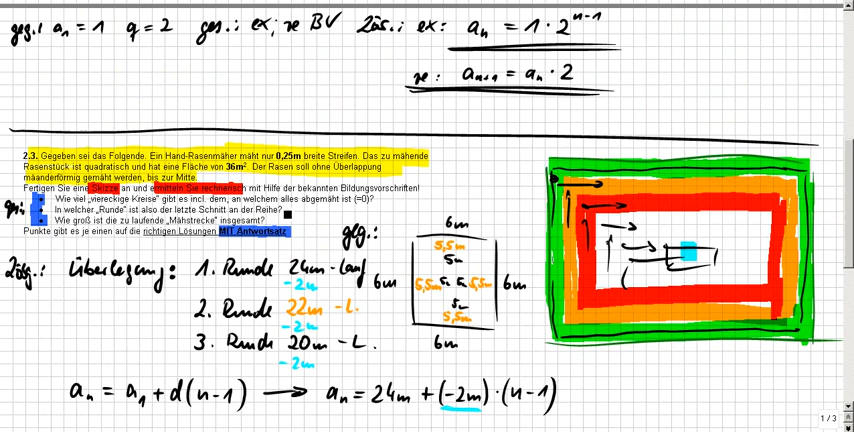 geg.: a₁ = 1 q = 2 ges.: ex; re BV Lös.: ex: aₙ = 1 · 2ⁿ⁻¹
re: aₙ₊₁ = aₙ · 2
2.3. Gegeben sei das Folgende. Ein Hand-Rasenmäher mäht nur 0,25m breite Streifen. Das zu mähende
Rasenstück ist quadratisch und hat eine Fläche von 36m². Der Rasen soll ohne Überlappung
määnderförmig gemäht werden, bis zur Mitte.
Fertigen Sie eine Skizze an und ermitteln Sie rechnerisch mit Hilfe der bekannten Bildungsvorschriften!
ges.: • Wie viel „viereckige Kreise" gibt es incl. dem, an welchem alles abgemäht ist (=0)?
• In welcher „Runde" ist also der letzte Schnitt an der Reihe?
• Wie groß ist die zu laufende „Mähstrecke" insgesamt?
Punkte gibt es je einen auf die richtigen Lösungen MIT Antwortsatz
geg.:
6m
5,5m
5m
6m 5,5m 5 5 5,5m 6m
5m
5,5m
6m
Lös.: Überlegung: 1. Runde 24m - Lauf
-2m
2. Runde 22m - L.
-2m
3. Runde 20m - L.
-2m
aₙ = a₁ + d(n-1) → aₙ = 24m + (-2m) · (n-1)
1 / 3